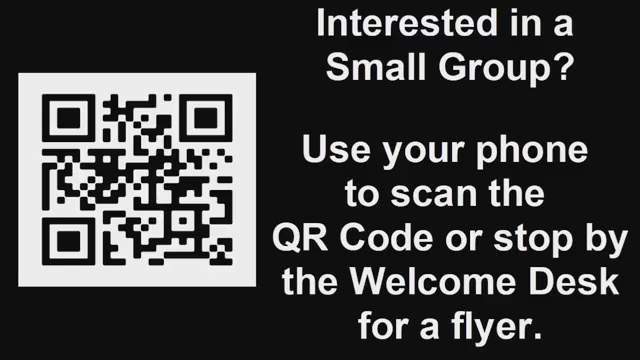 Interested in a
Small Group?
Use your phone
to scan the
QR Code or stop by
the Welcome Desk
for a flyer.